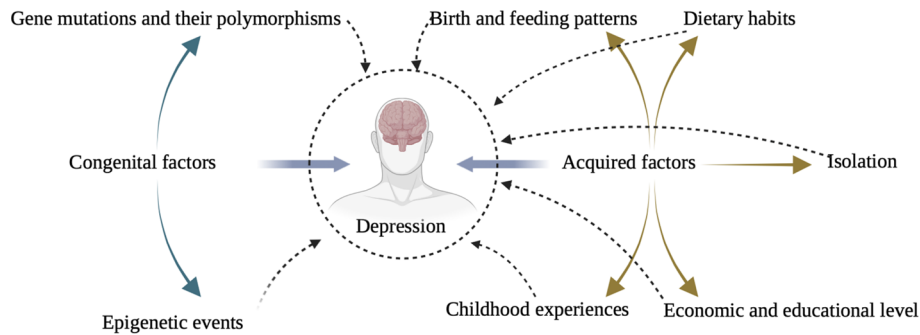 Gene mutations and their polymorphisms
Birth and feeding patterns
Dietary habits
Congenital factors
Acquired factors
Isolation
Depression
Epigenetic events
Childhood experiences
Economic and educational level